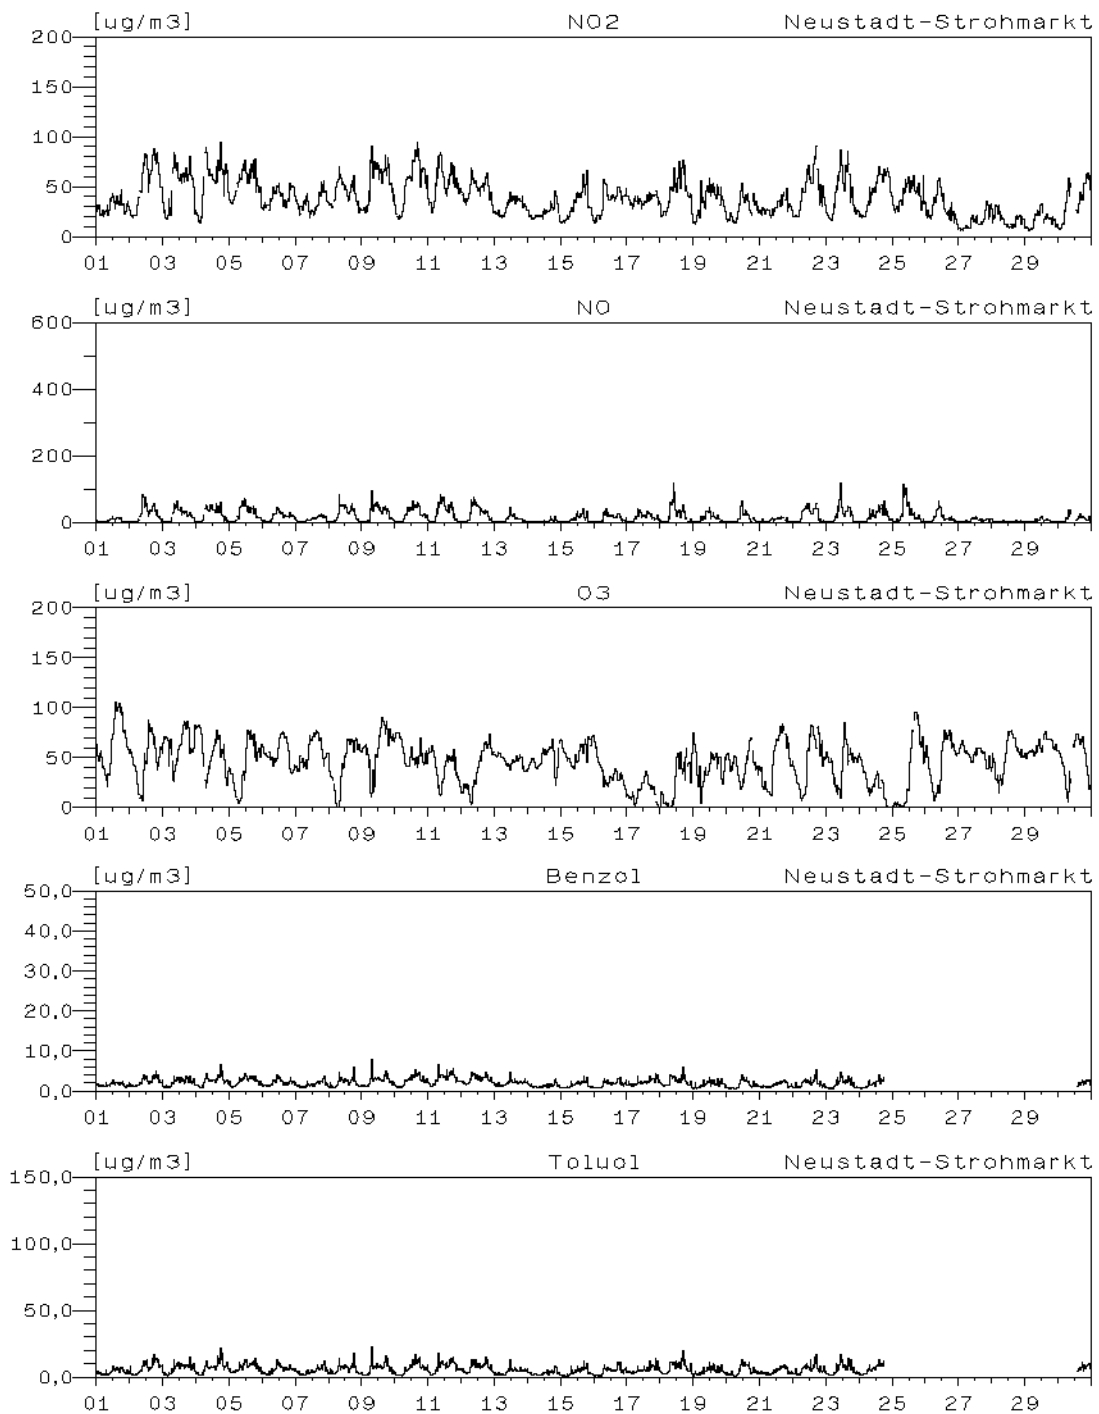 [ug/m3] NO2 Neustadt-Strohmarkt
200
150
100
50
0
01 03 05 07 09 11 13 15 17 19 21 23 25 27 29
[ug/m3] NO Neustadt-Strohmarkt
600
400
200
0
01 03 05 07 09 11 13 15 17 19 21 23 25 27 29
[ug/m3] O3 Neustadt-Strohmarkt
200
150
100
50
0
01 03 05 07 09 11 13 15 17 19 21 23 25 27 29
[ug/m3] Benzol Neustadt-Strohmarkt
50,0
40,0
30,0
20,0
10,0
0,0
01 03 05 07 09 11 13 15 17 19 21 23 25 27 29
[ug/m3] Toluol Neustadt-Strohmarkt
150,0
100,0
50,0
0,0
01 03 05 07 09 11 13 15 17 19 21 23 25 27 29